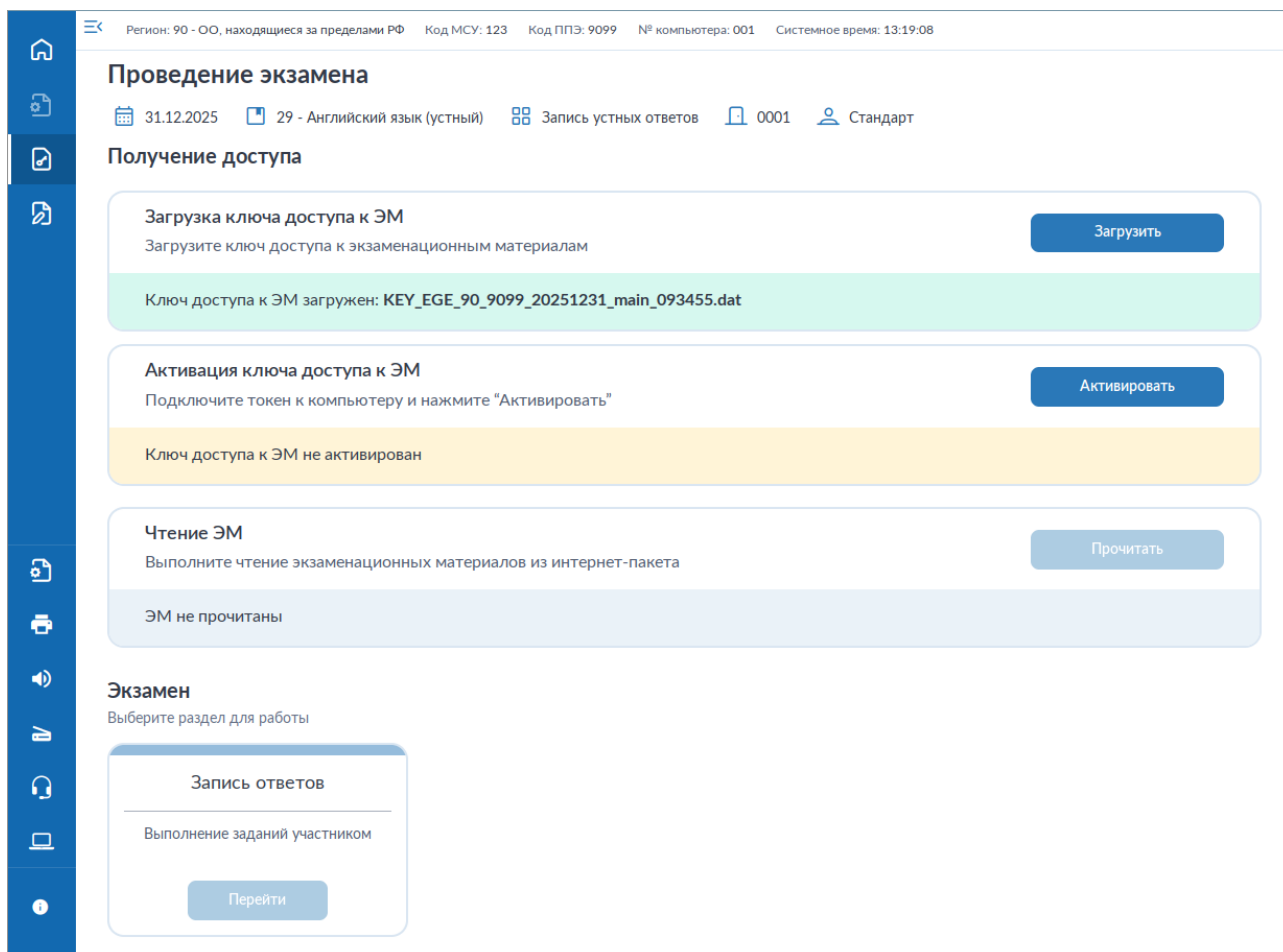 Регион: 90 - ОО, находящиеся за пределами РФ Код МСУ: 123 Код ППЭ: 9099 № компьютера: 001 Системное время: 13:19:08
Проведение экзамена
31.12.2025 29 - Английский язык (устный) Запись устных ответов 0001 Стандарт
Получение доступа
Загрузка ключа доступа к ЭМ
Загрузите ключ доступа к экзаменационным материалам
Загрузить
Ключ доступа к ЭМ загружен: KEY_EGE_90_9099_20251231_main_093455.dat
Активация ключа доступа к ЭМ
Подключите токен к компьютеру и нажмите “Активировать”
Активировать
Ключ доступа к ЭМ не активирован
Чтение ЭМ
Выполните чтение экзаменационных материалов из интернет-пакета
Прочитать
ЭМ не прочитаны
Экзамен
Выберите раздел для работы
Запись ответов
Выполнение заданий участником
Перейти